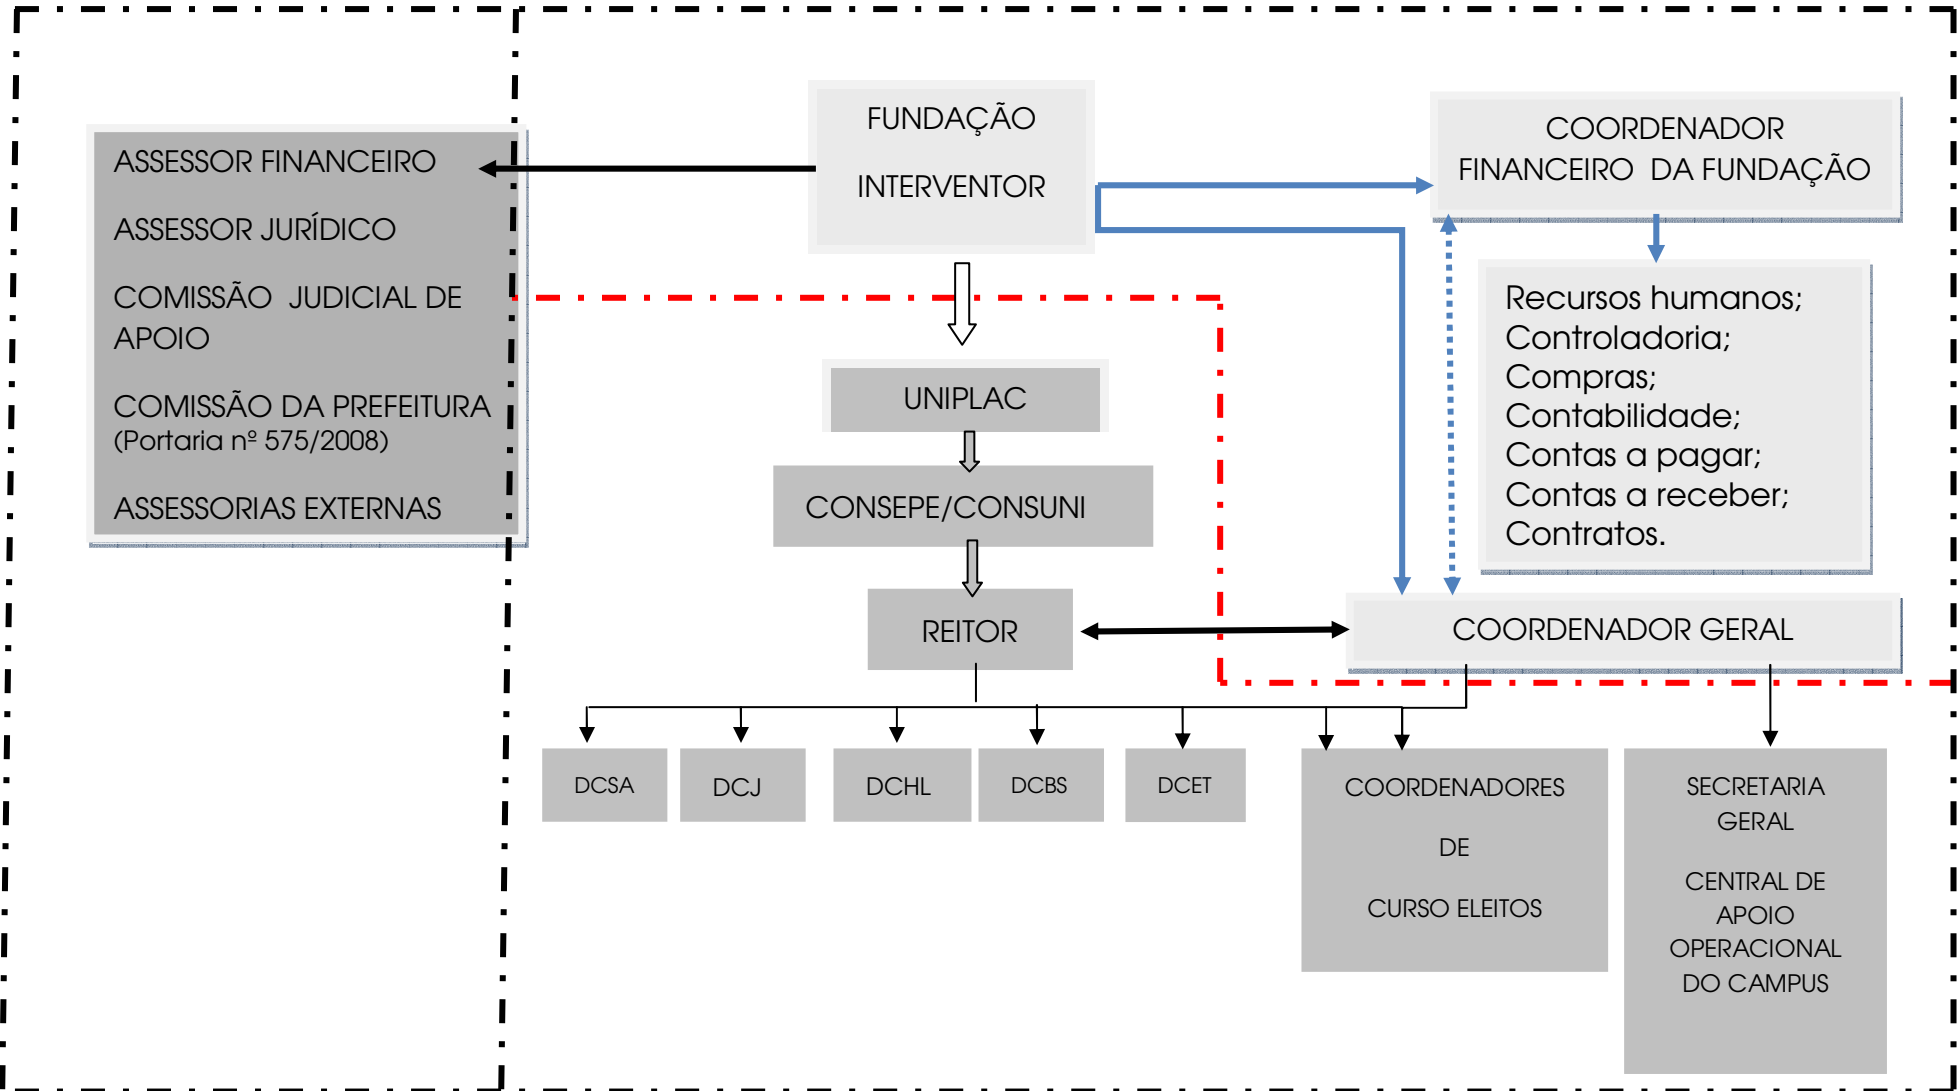 FUNDAÇÃO
INTERVENTOR
ASSESSOR FINANCEIRO
ASSESSOR JURÍDICO
COMISSÃO JUDICIAL DE
APOIO
COMISSÃO DA PREFEITURA
(Portaria nº 575/2008)
ASSESSORIAS EXTERNAS
COORDENADOR
FINANCEIRO DA FUNDAÇÃO
Recursos humanos;
Controladoria;
Compras;
Contabilidade;
Contas a pagar;
Contas a receber;
Contratos.
UNIPLAC
CONSEPE/CONSUNI
REITOR
COORDENADOR GERAL
DCSA
DCJ
DCHL
DCBS
DCET
COORDENADORES
DE
CURSO ELEITOS
SECRETARIA
GERAL
CENTRAL DE
APOIO
OPERACIONAL
DO CAMPUS